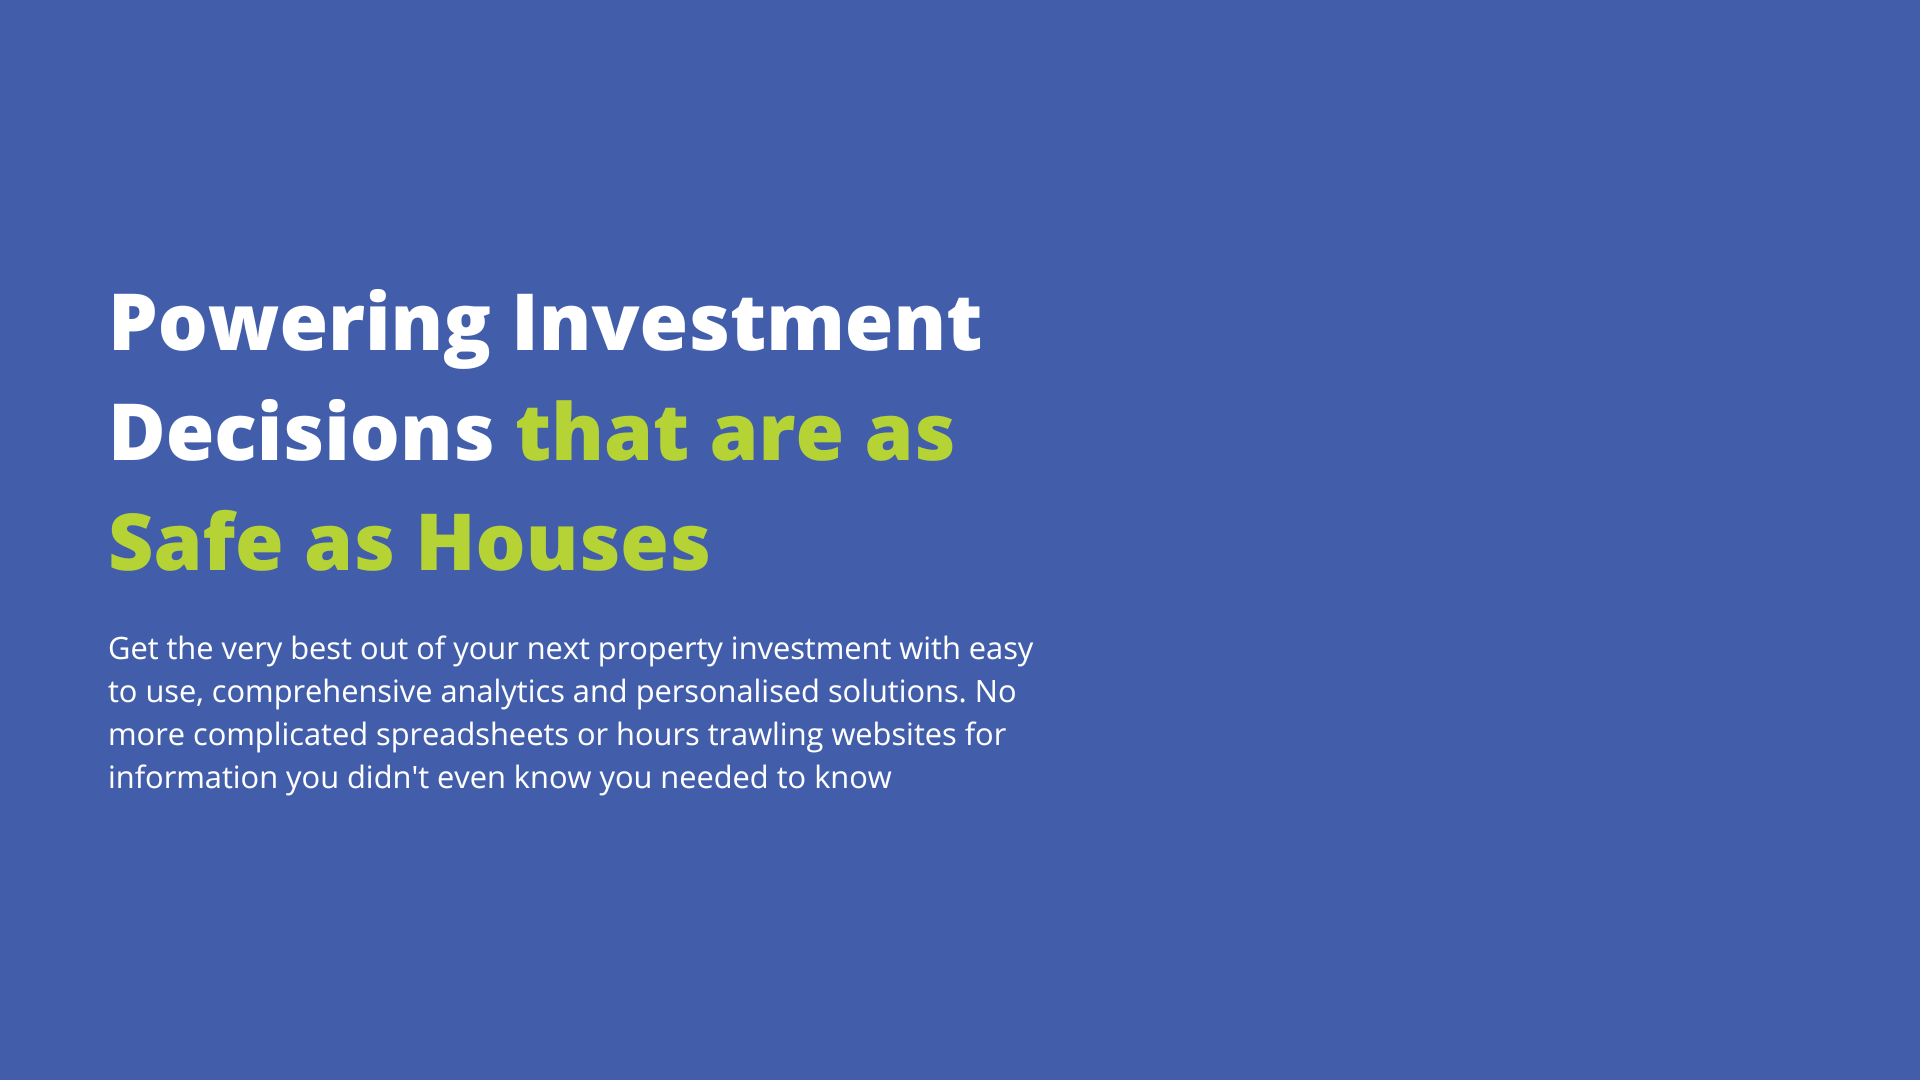 Powering Investment
Decisions that are as
Safe as Houses
Get the very best out of your next property investment with easy
to use, comprehensive analytics and personalised solutions. No
more complicated spreadsheets or hours trawling websites for
information you didn't even know you needed to know